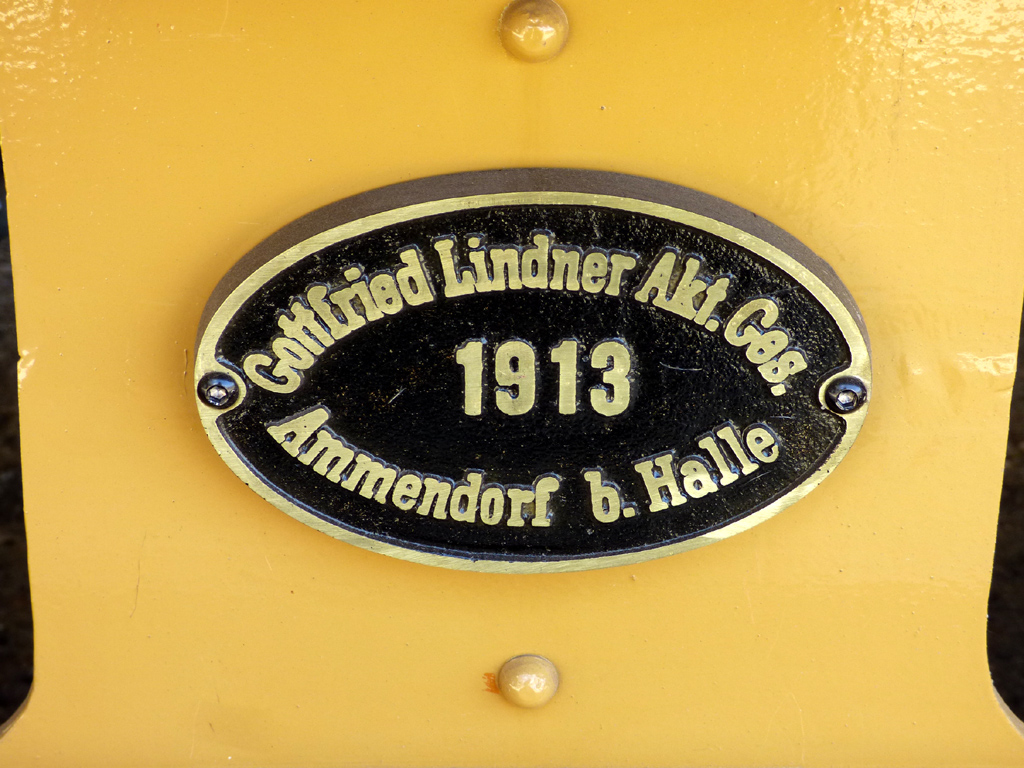 Gottfried Lindner Akt. Ges.
1913
Ammendorf b. Halle